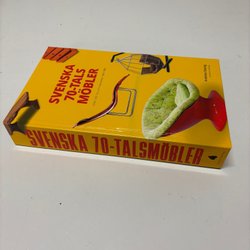 SVENSKA
70-TALS
MÖBLER
SVENSKA 70-TALSMÖBLER